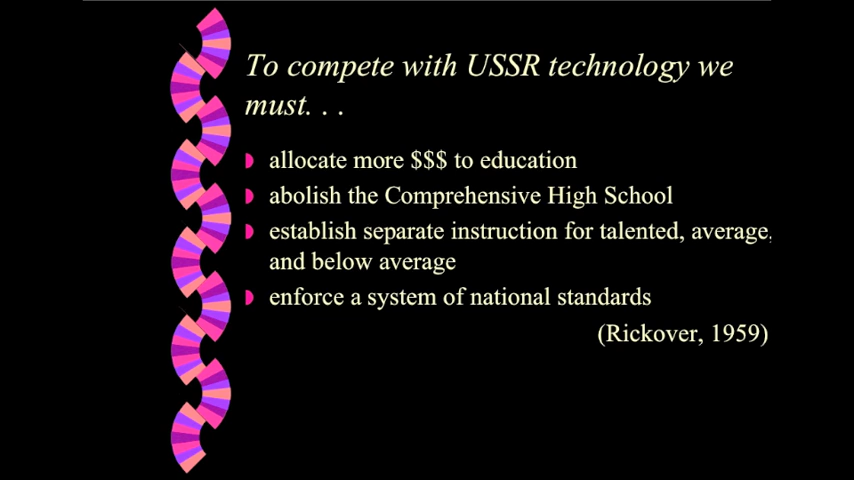 To compete with USSR technology we
must. . .
allocate more $$$ to education
abolish the Comprehensive High School
establish separate instruction for talented, average,
and below average
enforce a system of national standards
(Rickover, 1959)